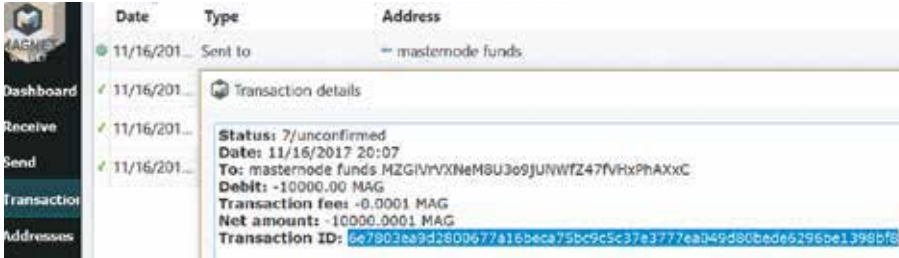 Date Type Address
11/16/201... Sent to masternode funds
Dashboard 11/16/201... Transaction details
Receive 11/16/201...
Status: 7/unconfirmed
Date: 11/16/2017 20:07
Send 11/16/201...
To: masternode funds MZGiVrVXNeM8U3o9jUNWfZ47fVHxPhAXxC
Debit: -10000.00 MAG
Transaction Transaction fee: -0.0001 MAG
Net amount: -10000.0001 MAG
Addresses Transaction ID: 6e7803ea9d2800677a16beca75bc9c5c37e3777ea049d80bede6296be1398bf8